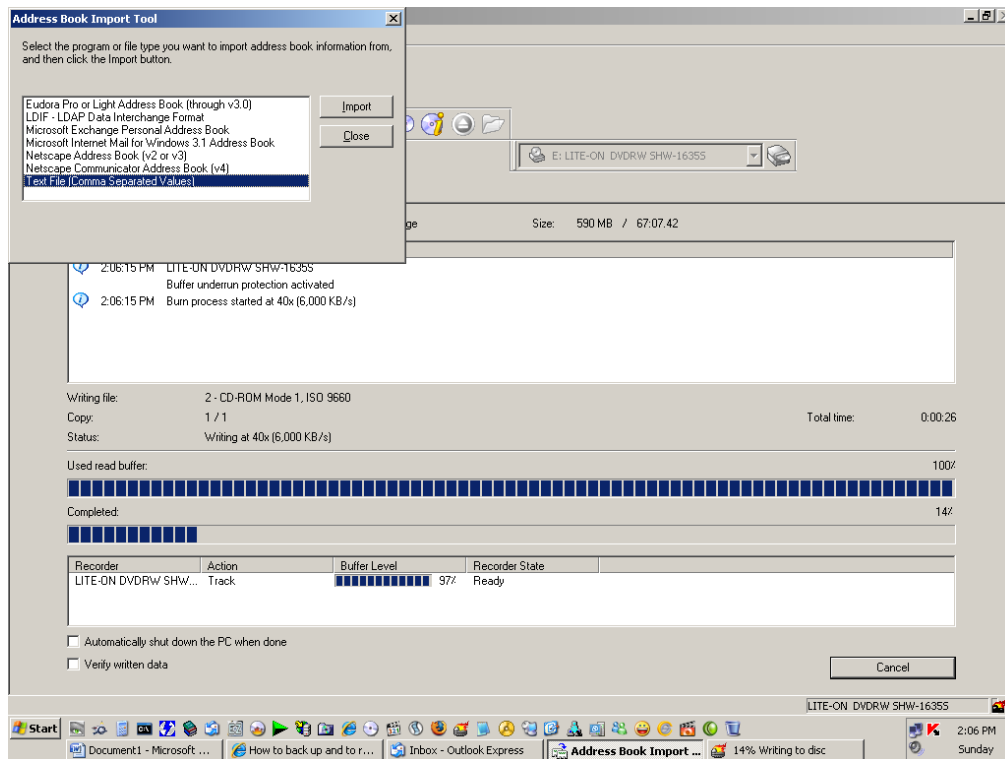 Address Book Import Tool
Select the program or file type you want to import address book information from,
and then click the Import button.
Eudora Pro or Light Address Book (through v3.0)
LDIF - LDAP Data Interchange Format
Microsoft Exchange Personal Address Book
Microsoft Internet Mail for Windows 3.1 Address Book
Netscape Address Book (v2 or v3)
Netscape Communicator Address Book (v4)
Text File (Comma Separated Values)
Import
Close
E: LITE-ON DVDRW SHW-1635S
ge Size: 590 MB / 67:07.42
2:06:15 PM LITE-ON DVDRW SHW-1635S
Buffer underrun protection activated
2:06:15 PM Burn process started at 40x (6,000 KB/s)
Writing file: 2 - CD-ROM Mode 1, ISO 9660
Copy: 1 / 1 Total time: 0:00:26
Status: Writing at 40x (6,000 KB/s)
Used read buffer: 100%
Completed: 14%
Recorder Action Buffer Level Recorder State
LITE-ON DVDRW SHW... Track 97% Ready
Automatically shut down the PC when done
Verify written data
Cancel
LITE-ON DVDRW SHW-1635S
Start 2:06 PM
Document1 - Microsoft ... How to back up and to r... Inbox - Outlook Express Address Book Import ... 14% Writing to disc Sunday